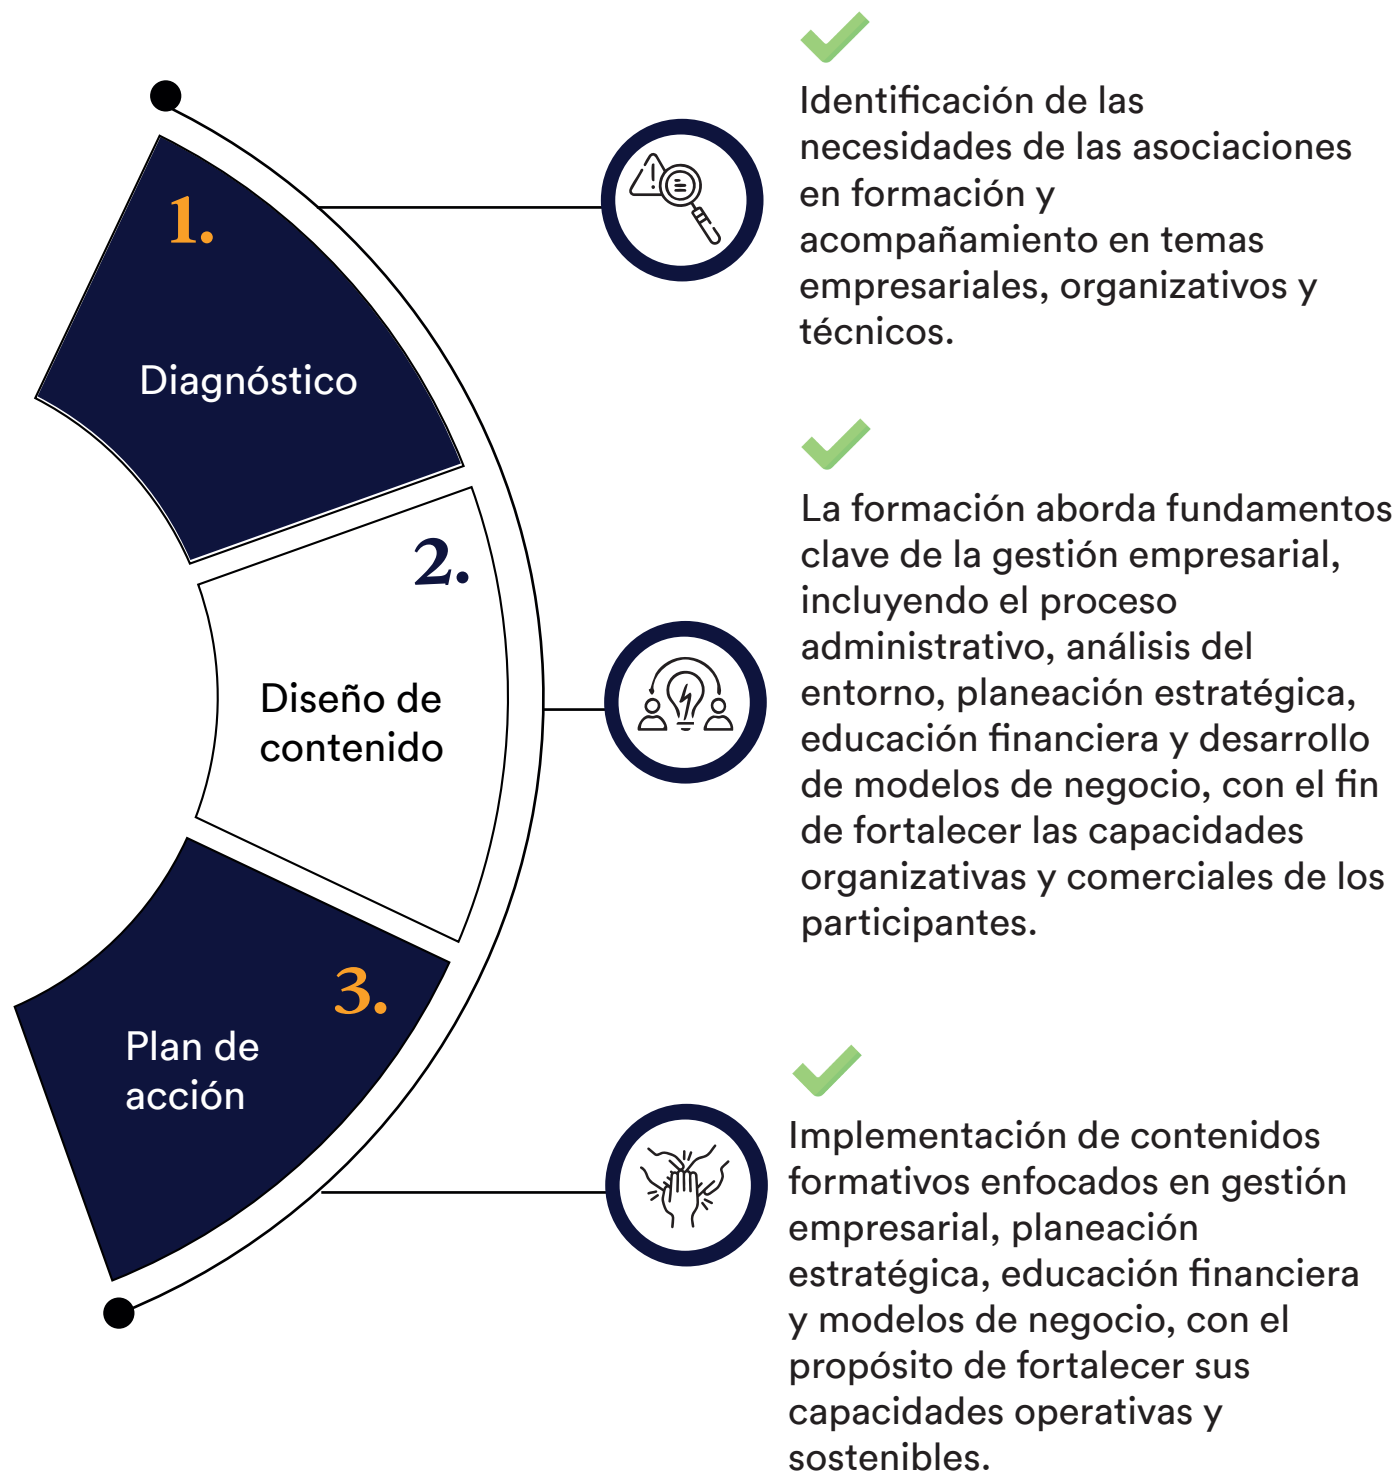 1.
Diagnóstico
Identificación de las
necesidades de las asociaciones
en formación y
acompañamiento en temas
empresariales, organizativos y
técnicos.
2.
Diseño de
contenido
La formación aborda fundamentos
clave de la gestión empresarial,
incluyendo el proceso
administrativo, análisis del
entorno, planeación estratégica,
educación financiera y desarrollo
de modelos de negocio, con el fin
de fortalecer las capacidades
organizativas y comerciales de los
participantes.
3.
Plan de
acción
Implementación de contenidos
formativos enfocados en gestión
empresarial, planeación
estratégica, educación financiera
y modelos de negocio, con el
propósito de fortalecer sus
capacidades operativas y
sostenibles.